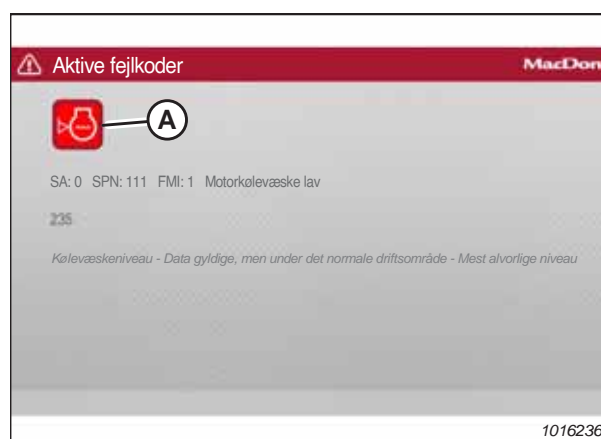 Aktive fejlkoder
MacDon
A
SA: 0 SPN: 111 FMI: 1 Motorkølevæske lav
235
Kølevæskeniveau - Data gyldige, men under det normale driftsområde - Mest alvorlige niveau
1016236